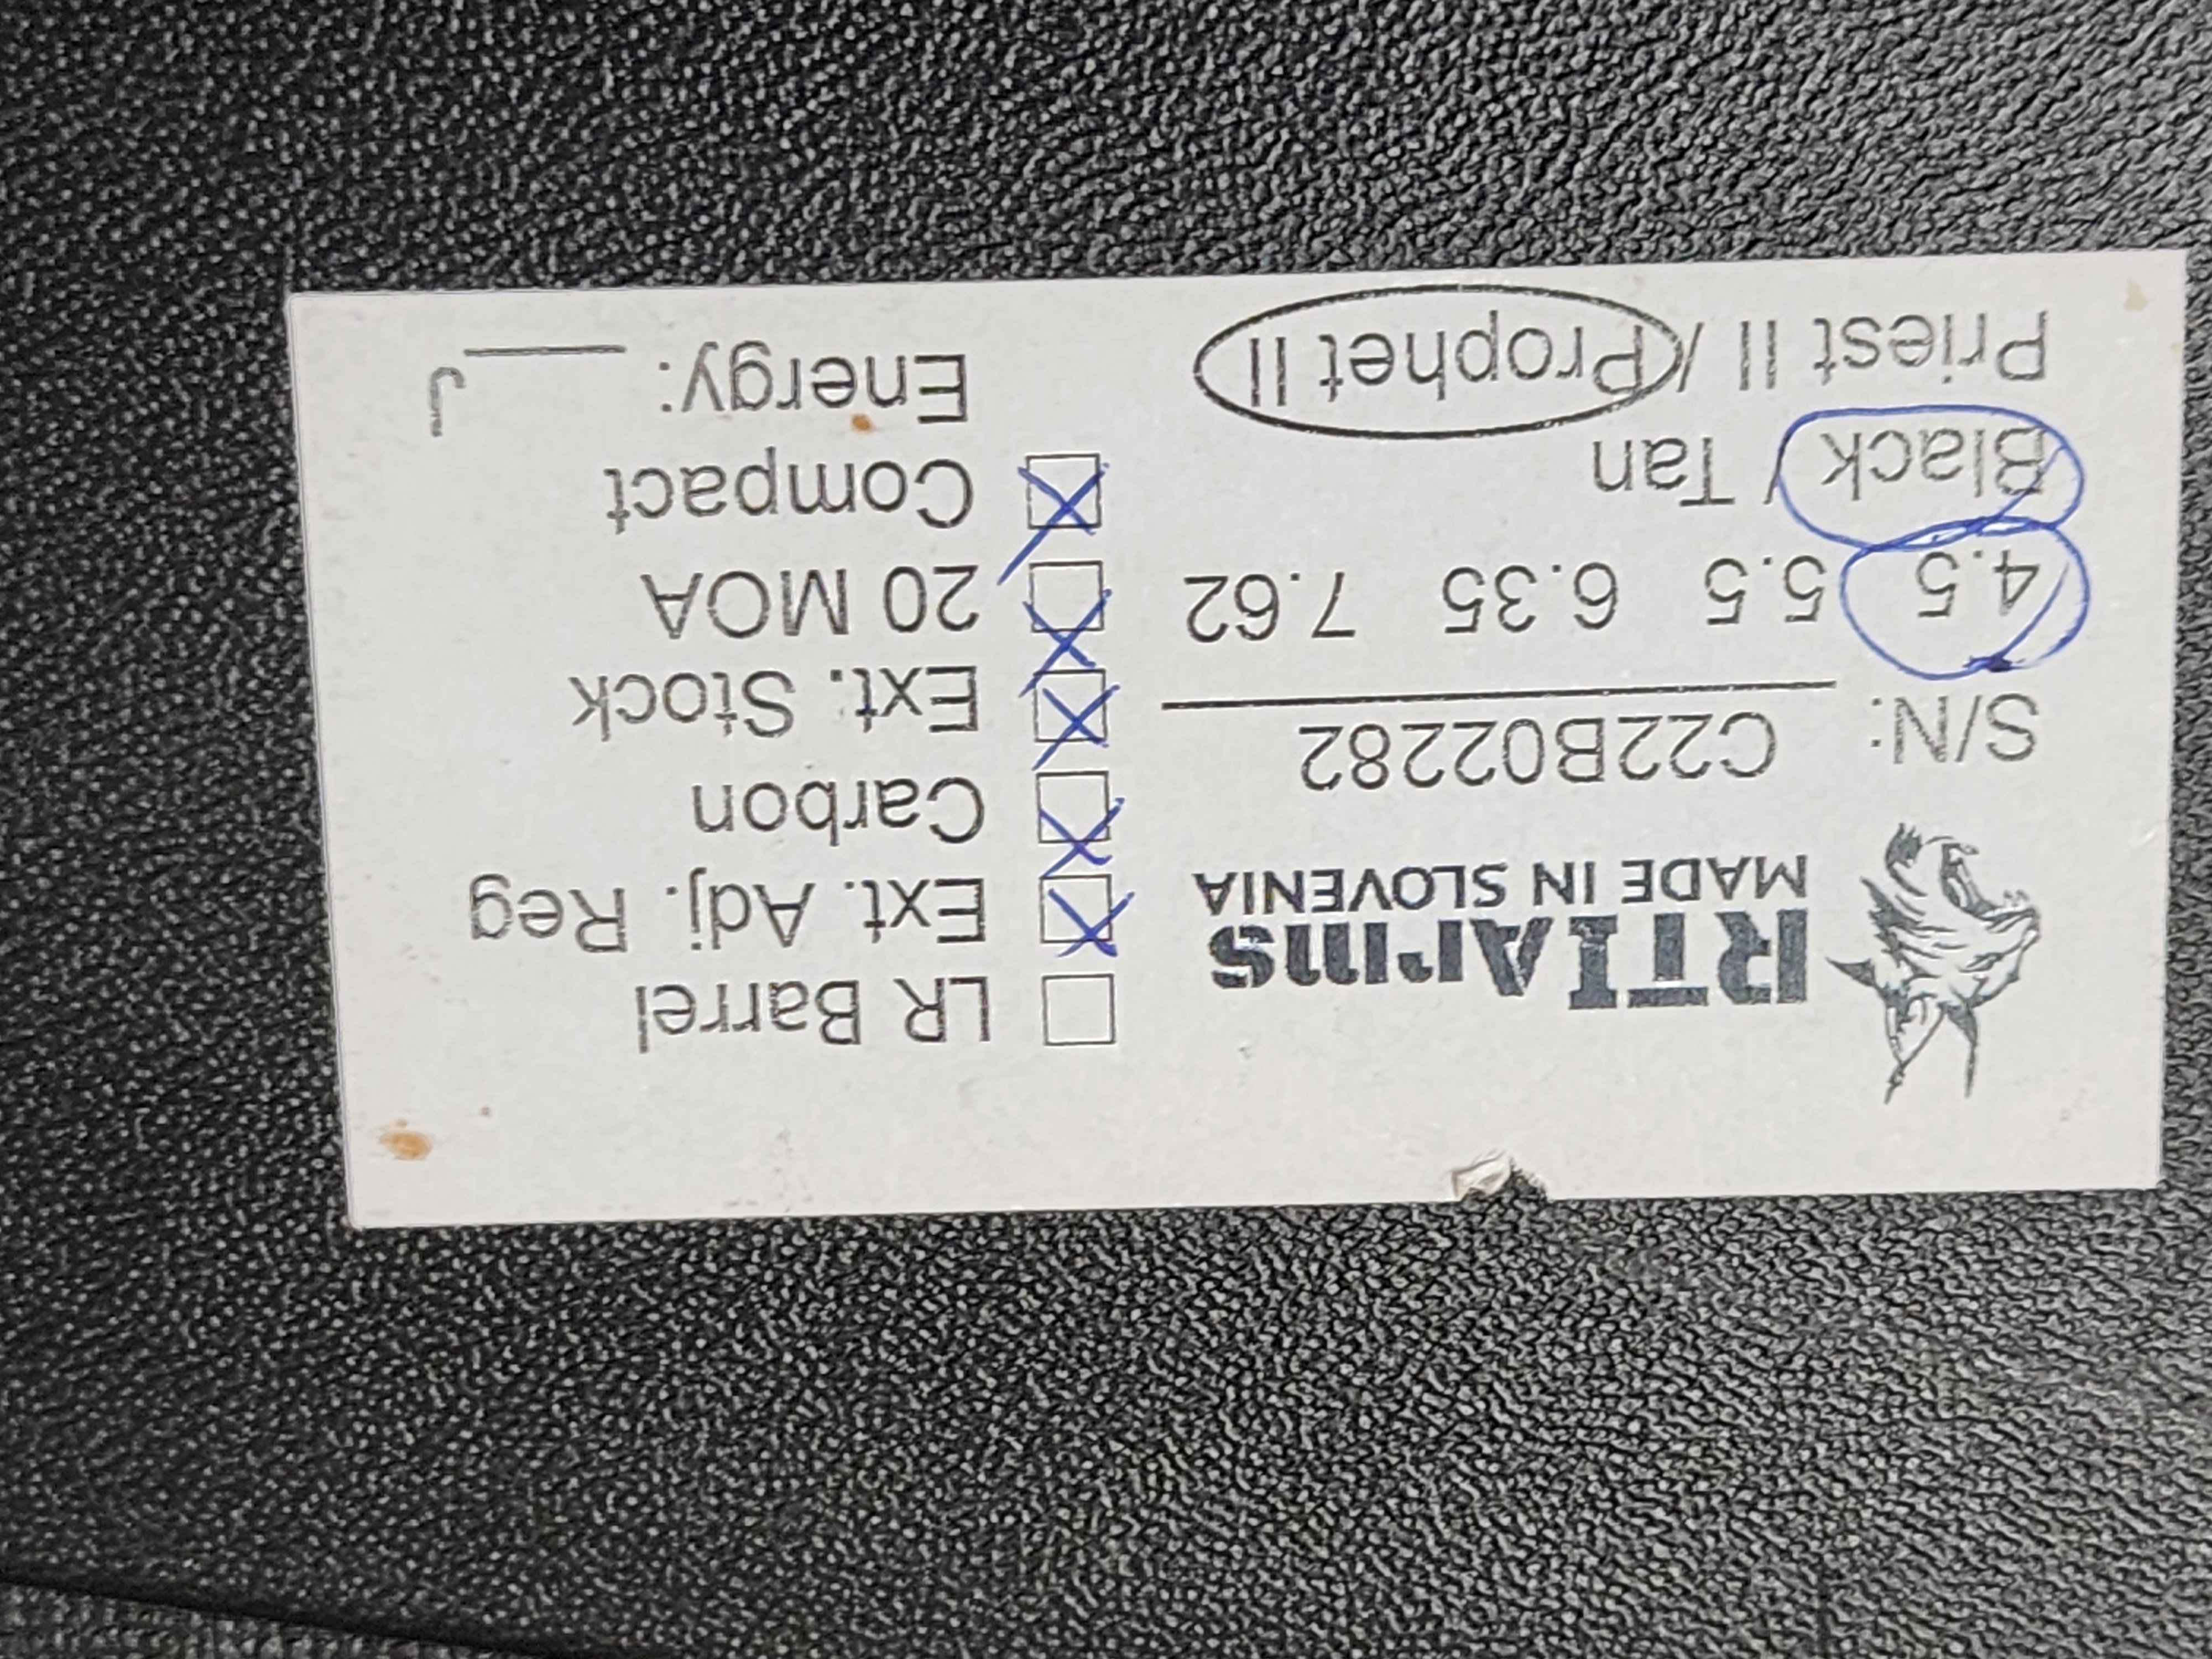 RTIArms
MADE IN SLOVENIA
S/N: C22B02282
4.5 5.5 6.35 7.62
Black / Tan
Priest II / Prophet II
LR Barrel
Ext. Adj. Reg
Carbon
Ext. Stock
20 MOA
Compact
Energy: ____ J